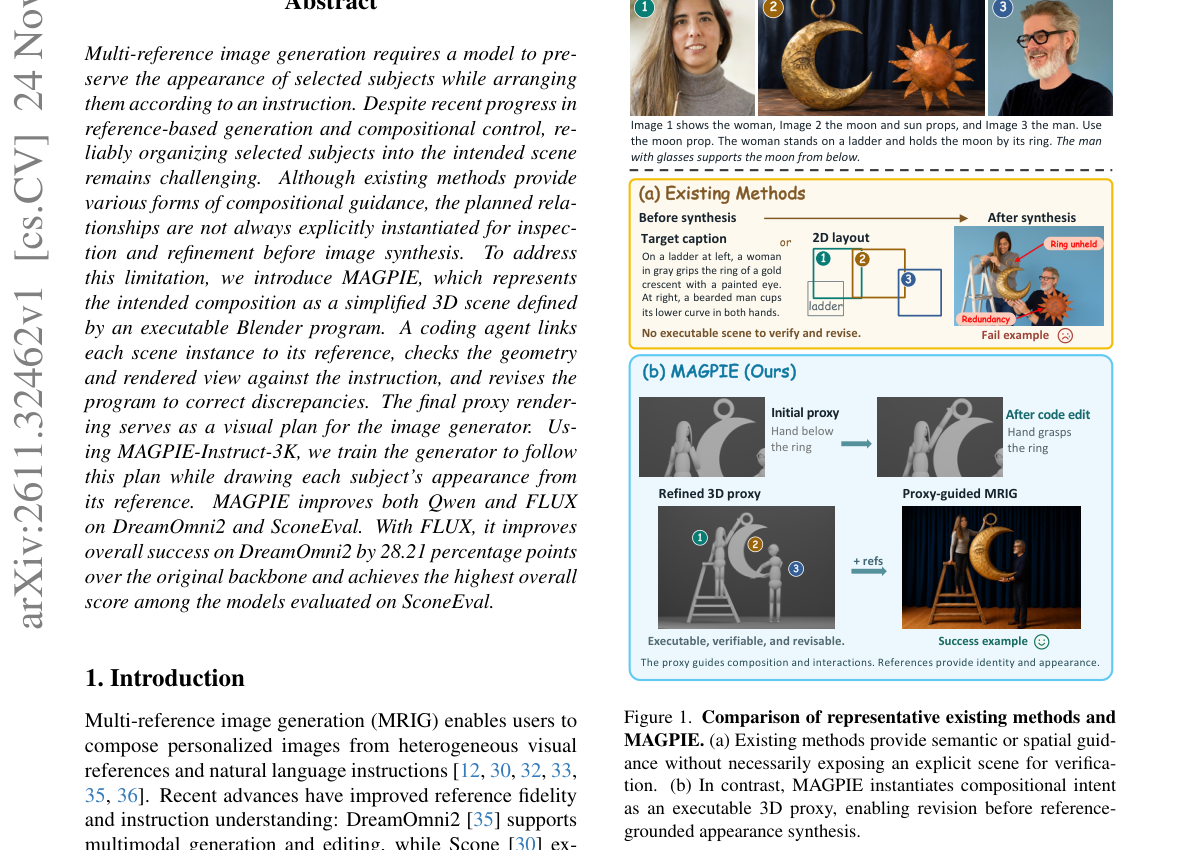 arXiv:2611.32462v1 [cs.CV] 24 Nov
Abstract
Multi-reference image generation requires a model to pre-
serve the appearance of selected subjects while arranging
them according to an instruction. Despite recent progress in
reference-based generation and compositional control, re-
liably organizing selected subjects into the intended scene
remains challenging. Although existing methods provide
various forms of compositional guidance, the planned rela-
tionships are not always explicitly instantiated for inspec-
tion and refinement before image synthesis. To address
this limitation, we introduce MAGPIE, which represents
the intended composition as a simplified 3D scene defined
by an executable Blender program. A coding agent links
each scene instance to its reference, checks the geometry
and rendered view against the instruction, and revises the
program to correct discrepancies. The final proxy render-
ing serves as a visual plan for the image generator. Us-
ing MAGPIE-Instruct-3K, we train the generator to follow
this plan while drawing each subject's appearance from
its reference. MAGPIE improves both Qwen and FLUX
on DreamOmni2 and SconeEval. With FLUX, it improves
overall success on DreamOmni2 by 28.21 percentage points
over the original backbone and achieves the highest overall
score among the models evaluated on SconeEval.
1. Introduction
Multi-reference image generation (MRIG) enables users to
compose personalized images from heterogeneous visual
references and natural language instructions [12, 30, 32, 33,
35, 36]. Recent advances have improved reference fidelity
and instruction understanding: DreamOmni2 [35] supports
multimodal generation and editing, while Scone [30] ex-
1
2
3
Image 1 shows the woman, Image 2 the moon and sun props, and Image 3 the man. Use
the moon prop. The woman stands on a ladder and holds the moon by its ring. The man
with glasses supports the moon from below.
(a) Existing Methods
Before synthesis
After synthesis
Target caption
or
2D layout
On a ladder at left, a woman
in gray grips the ring of a gold
crescent with a painted eye.
At right, a bearded man cups
its lower curve in both hands.
1
2
3
ladder
Ring unheld
Redundancy
No executable scene to verify and revise.
Fail example
(b) MAGPIE (Ours)
Initial proxy
Hand below
the ring
After code edit
Hand grasps
the ring
Refined 3D proxy
Proxy-guided MRIG
1
2
3
+ refs
Executable, verifiable, and revisable.
Success example
The proxy guides composition and interactions. References provide identity and appearance.
Figure 1. Comparison of representative existing methods and
MAGPIE. (a) Existing methods provide semantic or spatial guid-
ance without necessarily exposing an explicit scene for verifica-
tion. (b) In contrast, MAGPIE instantiates compositional intent
as an executable 3D proxy, enabling revision before reference-
grounded appearance synthesis.